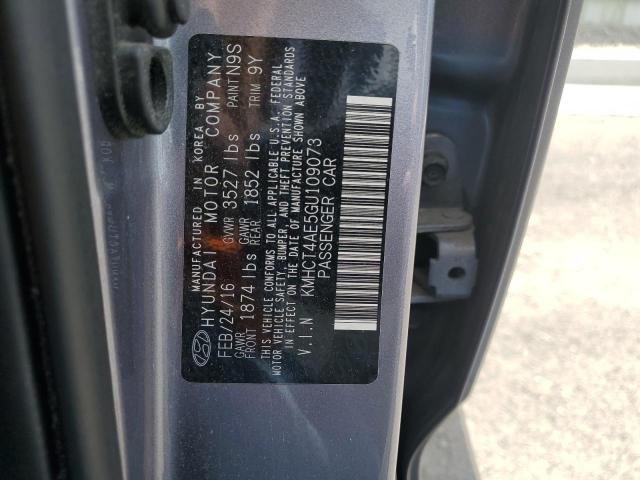 MANUFACTURED IN KOREA BY
HYUNDAI MOTOR COMPANY
FEB/24/16 GVWR 3527 lbs PAINT N9S
GAWR FRONT 1874 lbs GAWR REAR 1852 lbs TRIM 9Y
THIS VEHICLE CONFORMS TO ALL APPLICABLE U.S.A. FEDERAL
MOTOR VEHICLE SAFETY, BUMPER, AND THEFT PREVENTION STANDARDS
IN EFFECT ON THE DATE OF MANUFACTURE SHOWN ABOVE
V.I.N KMHCT4AE5GU109073
PASSENGER CAR